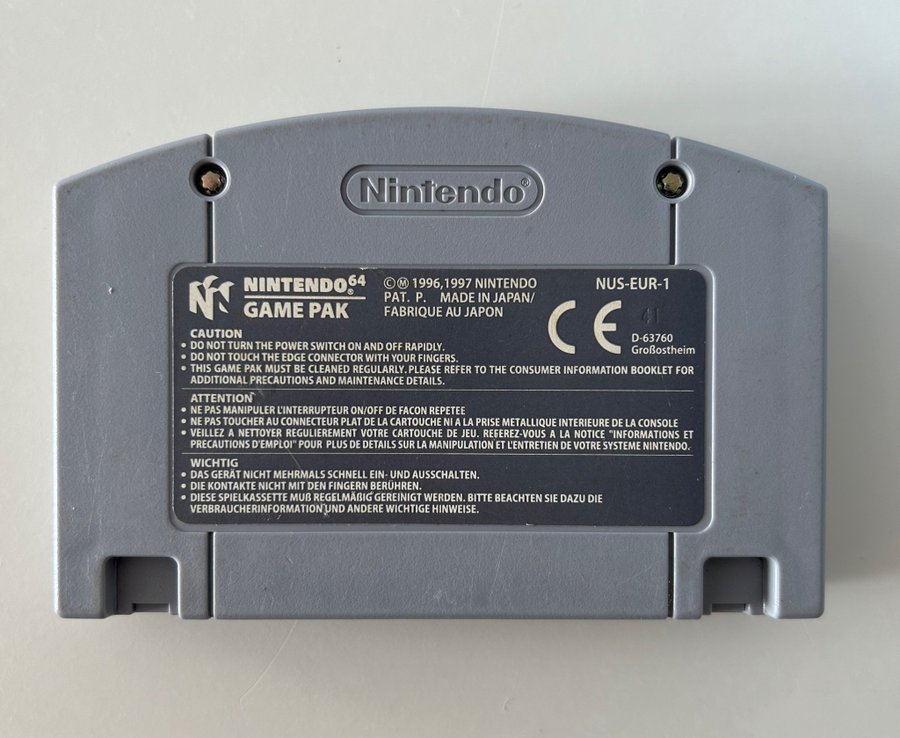 Nintendo®
NINTENDO64®
GAME PAK
©Ⓜ 1996,1997 NINTENDO
PAT. P. MADE IN JAPAN/
FABRIQUE AU JAPON
NUS-EUR-1
CE
41
D-63760
Großostheim
CAUTION
• DO NOT TURN THE POWER SWITCH ON AND OFF RAPIDLY.
• DO NOT TOUCH THE EDGE CONNECTOR WITH YOUR FINGERS.
• THIS GAME PAK MUST BE CLEANED REGULARLY. PLEASE REFER TO THE CONSUMER INFORMATION BOOKLET FOR
ADDITIONAL PRECAUTIONS AND MAINTENANCE DETAILS.
ATTENTION
• NE PAS MANIPULER L'INTERRUPTEUR ON/OFF DE FACON REPETEE
• NE PAS TOUCHER AU CONNECTEUR PLAT DE LA CARTOUCHE NI A LA PRISE METALLIQUE INTERIEURE DE LA CONSOLE
• VEILLEZ A NETTOYER REGULIEREMENT VOTRE CARTOUCHE DE JEU. REFEREZ-VOUS A LA NOTICE "INFORMATIONS ET
PRECAUTIONS D'EMPLOI" POUR PLUS DE DETAILS SUR LA MANIPULATION ET L'ENTRETIEN DE VOTRE SYSTEME NINTENDO.
WICHTIG
• DAS GERÄT NICHT MEHRMALS SCHNELL EIN- UND AUSSCHALTEN.
• DIE KONTAKTE NICHT MIT DEN FINGERN BERÜHREN.
• DIESE SPIELKASSETTE MUß REGELMÄßIG GEREINIGT WERDEN. BITTE BEACHTEN SIE DAZU DIE
VERBRAUCHERINFORMATION UND ANDERE WICHTIGE HINWEISE.